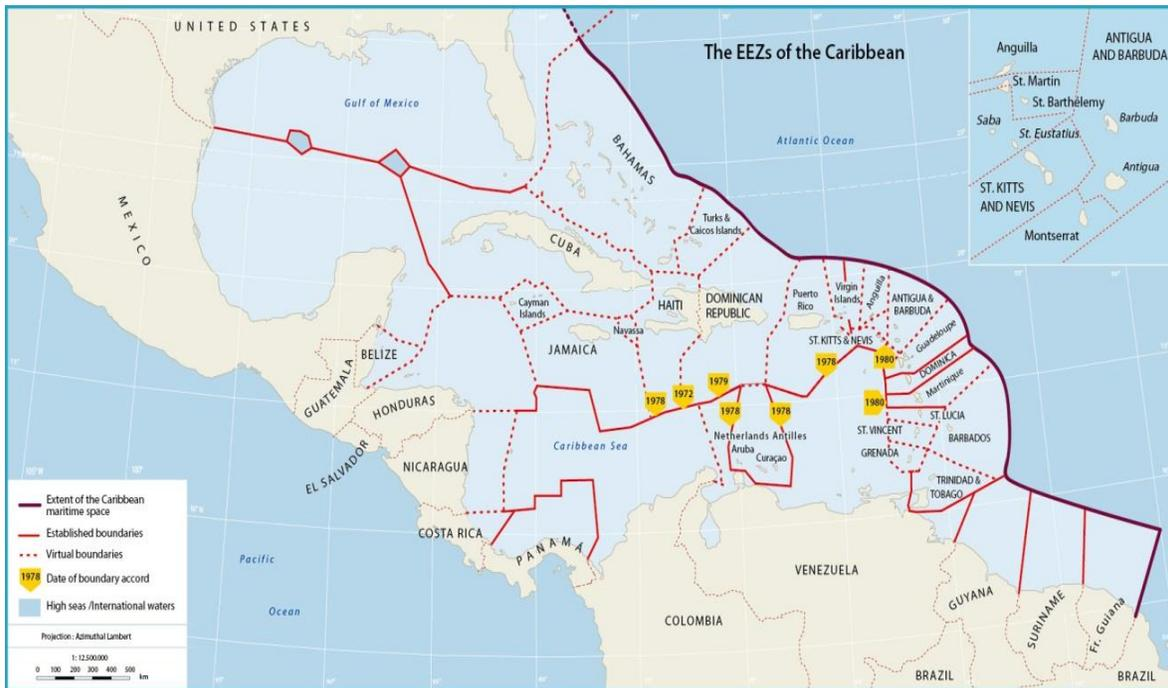 The EEZs of the Caribbean
UNITED STATES
Gulf of Mexico
Atlantic Ocean
MEXICO
BAHAMAS
Turks &
Caicos Islands
CUBA
Cayman
Islands
HAITI
DOMINICAN
REPUBLIC
Puerto
Rico
Virgin
Islands
Anguilla
ANTIGUA &
BARBUDA
Navassa
JAMAICA
ST. KITTS & NEVIS
Guadeloupe
DOMINICA
Martinique
BELIZE
GUATEMALA
HONDURAS
EL SALVADOR
NICARAGUA
COSTA RICA
PANAMÁ
Caribbean Sea
1978
1972
1979
1978
1978
1978
1980
1980
Netherlands Antilles
Aruba
Curaçao
ST. LUCIA
ST. VINCENT
BARBADOS
GRENADA
TRINIDAD &
TOBAGO
VENEZUELA
COLOMBIA
GUYANA
SURINAME
Fr. Guiana
BRAZIL
BRAZIL
Pacific
Ocean
Anguilla
ANTIGUA
AND BARBUDA
St. Martin
St. Barthélemy
Saba
St. Eustatius
Barbuda
Antigua
ST. KITTS
AND NEVIS
Montserrat
Extent of the Caribbean
maritime space
Established boundaries
Virtual boundaries
1978 Date of boundary accord
High seas /International waters
Projection : Azimuthal Lambert
1: 12.500.000
0 100 200 300 400 500 km